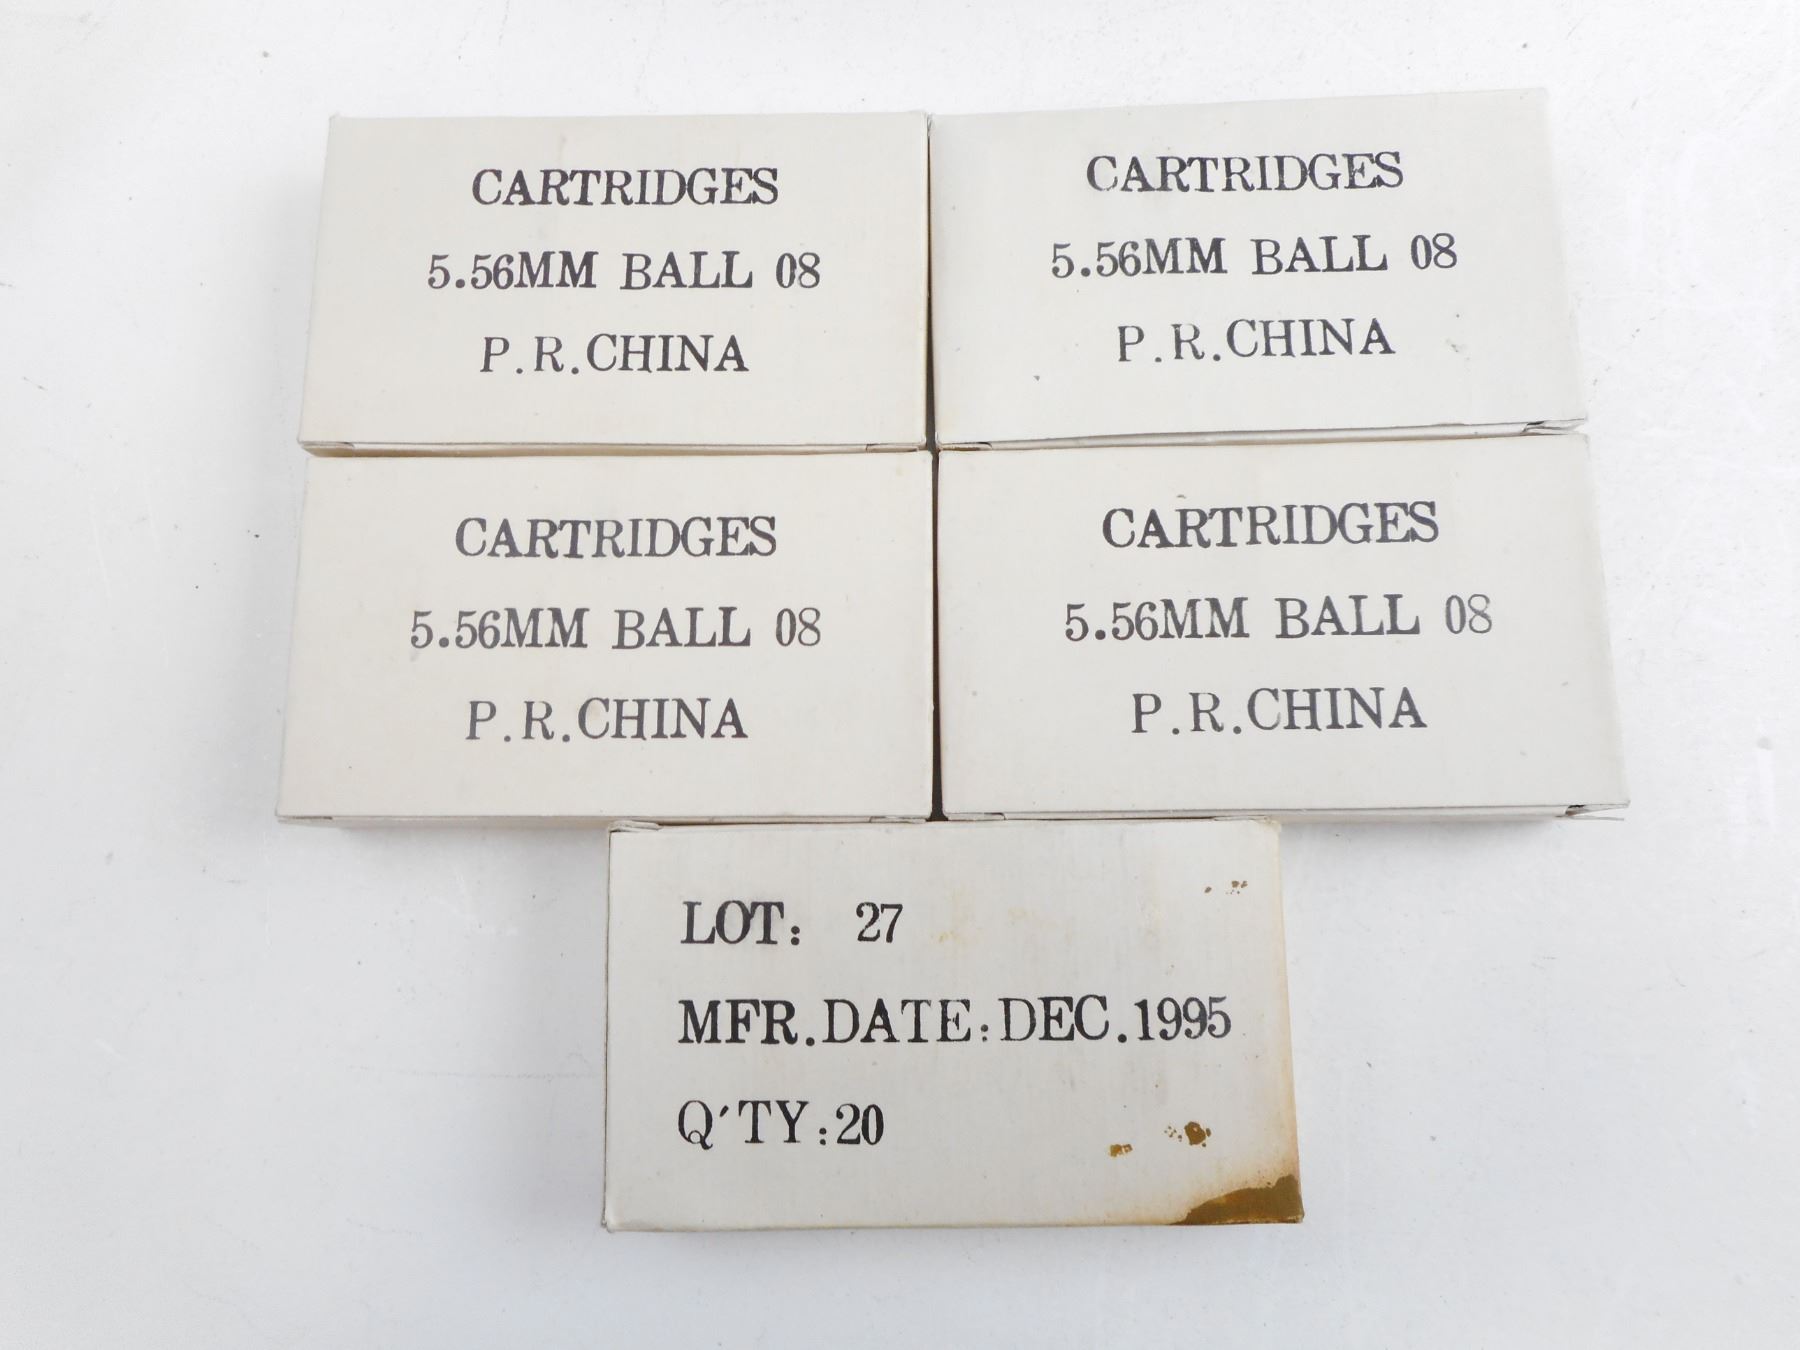 CARTRIDGES
5.56MM BALL 08
P.R.CHINA
CARTRIDGES
5.56MM BALL 08
P.R.CHINA
CARTRIDGES
5.56MM BALL 08
P.R.CHINA
CARTRIDGES
5.56MM BALL 08
P.R.CHINA
LOT: 27
MFR.DATE:DEC.1995
Q'TY:20